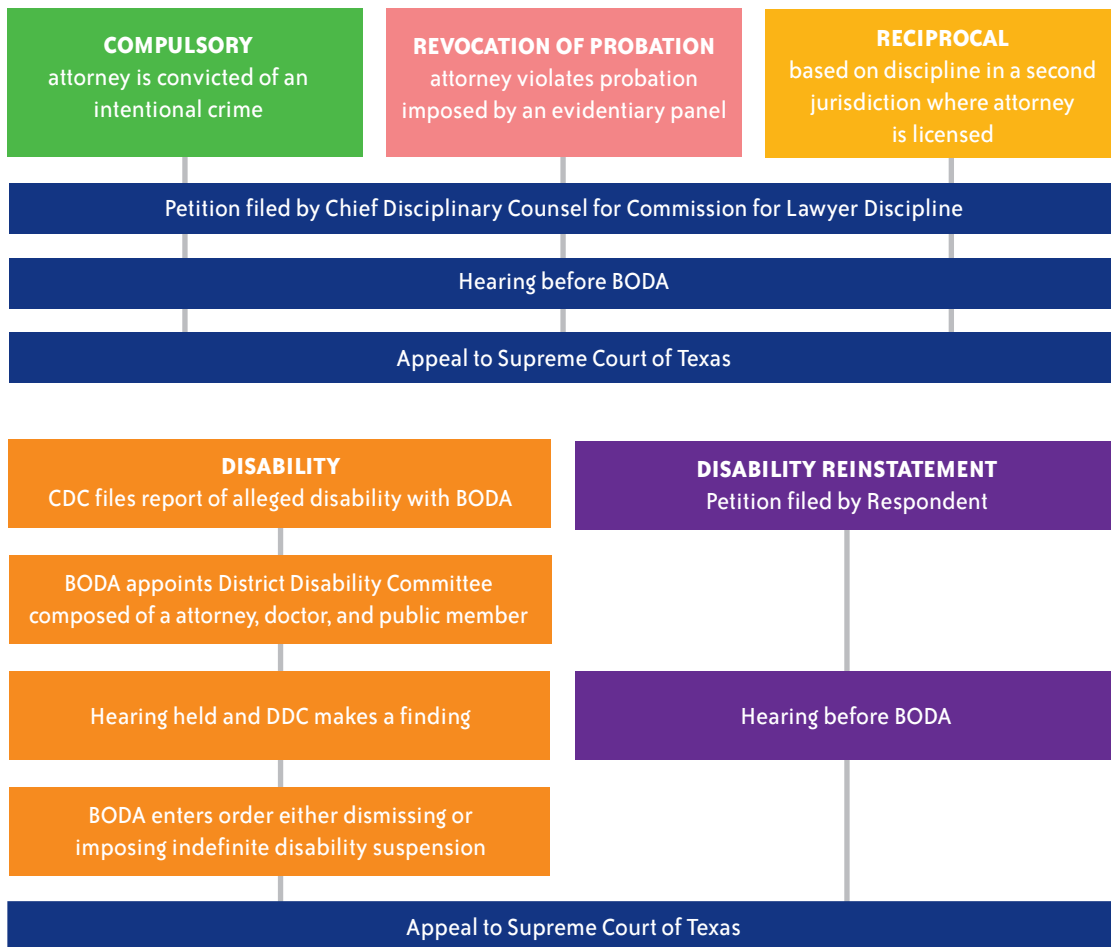 COMPULSORY
attorney is convicted of an
intentional crime
REVOCATION OF PROBATION
attorney violates probation
imposed by an evidentiary panel
RECIPROCAL
based on discipline in a second
jurisdiction where attorney
is licensed
Petition filed by Chief Disciplinary Counsel for Commission for Lawyer Discipline
Hearing before BODA
Appeal to Supreme Court of Texas
DISABILITY
CDC files report of alleged disability with BODA
BODA appoints District Disability Committee
composed of a attorney, doctor, and public member
Hearing held and DDC makes a finding
BODA enters order either dismissing or
imposing indefinite disability suspension
DISABILITY REINSTATEMENT
Petition filed by Respondent
Hearing before BODA
Appeal to Supreme Court of Texas